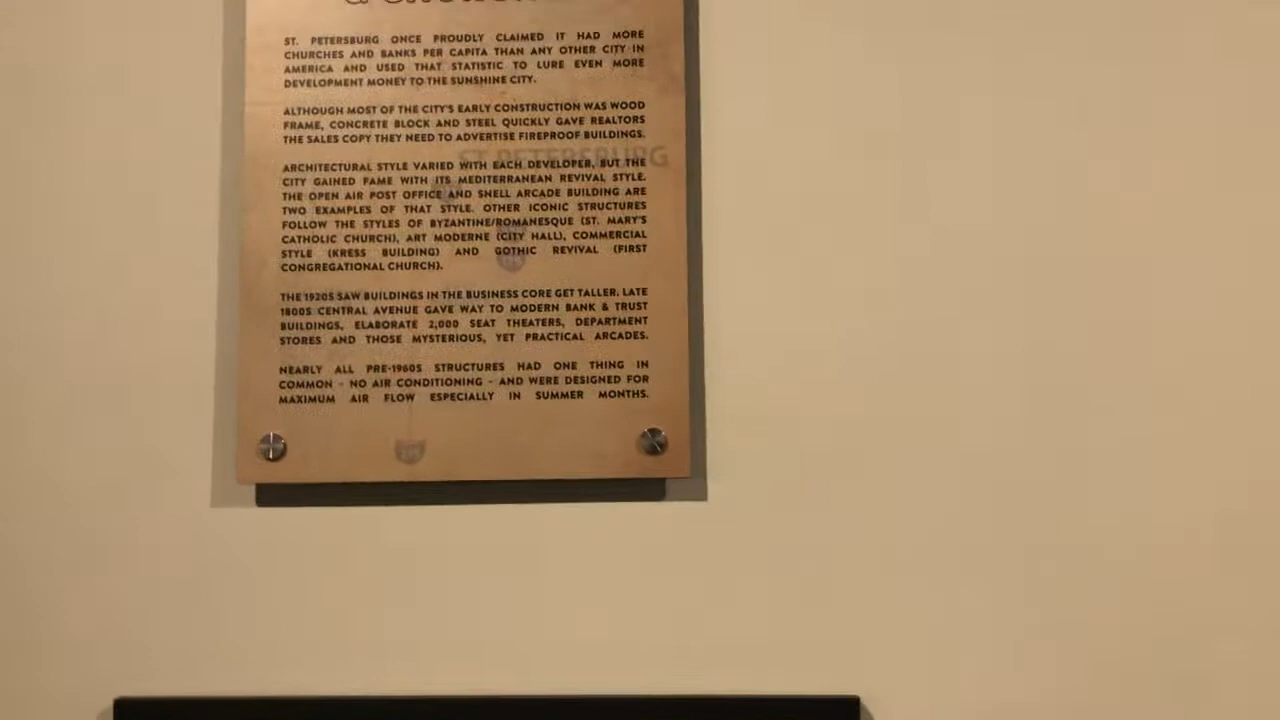 ST. PETERSBURG ONCE PROUDLY CLAIMED IT HAD MORE
CHURCHES AND BANKS PER CAPITA THAN ANY OTHER CITY IN
AMERICA AND USED THAT STATISTIC TO LURE EVEN MORE
DEVELOPMENT MONEY TO THE SUNSHINE CITY.
ALTHOUGH MOST OF THE CITY'S EARLY CONSTRUCTION WAS WOOD
FRAME, CONCRETE BLOCK AND STEEL QUICKLY GAVE REALTORS
THE SALES COPY THEY NEED TO ADVERTISE FIREPROOF BUILDINGS.
ST. PETERSBURG
ARCHITECTURAL STYLE VARIED WITH EACH DEVELOPER, BUT THE
CITY GAINED FAME WITH ITS MEDITERRANEAN REVIVAL STYLE.
THE OPEN AIR POST OFFICE AND SNELL ARCADE BUILDING ARE
TWO EXAMPLES OF THAT STYLE. OTHER ICONIC STRUCTURES
FOLLOW THE STYLES OF BYZANTINE/ROMANESQUE (ST. MARY'S
CATHOLIC CHURCH), ART MODERNE (CITY HALL), COMMERCIAL
STYLE (KRESS BUILDING) AND GOTHIC REVIVAL (FIRST
CONGREGATIONAL CHURCH).
THE 1920S SAW BUILDINGS IN THE BUSINESS CORE GET TALLER. LATE
1800S CENTRAL AVENUE GAVE WAY TO MODERN BANK & TRUST
BUILDINGS, ELABORATE 2,000 SEAT THEATERS, DEPARTMENT
STORES AND THOSE MYSTERIOUS, YET PRACTICAL ARCADES.
NEARLY ALL PRE-1960S STRUCTURES HAD ONE THING IN
COMMON - NO AIR CONDITIONING - AND WERE DESIGNED FOR
MAXIMUM AIR FLOW ESPECIALLY IN SUMMER MONTHS.